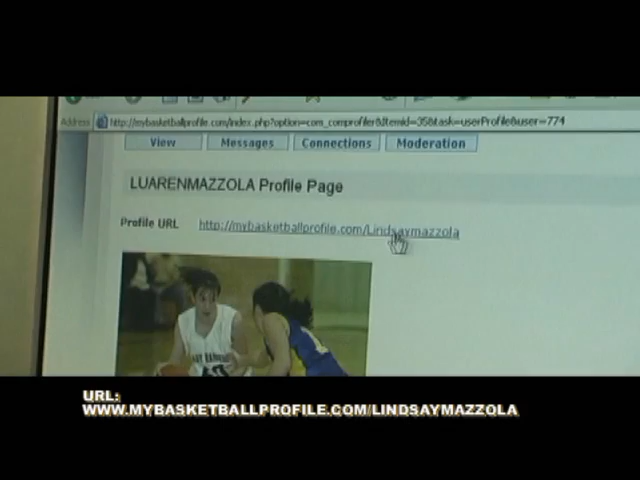 Address http://mybasketballprofile.com/index.php?option=com_comprofiler&Itemid=35&task=userProfile&user=774
View Messages Connections Moderation
LUARENMAZZOLA Profile Page
Profile URL http://mybasketballprofile.com/Lindsaymazzola
URL:
WWW.MYBASKETBALLPROFILE.COM/LINDSAYMAZZOLA